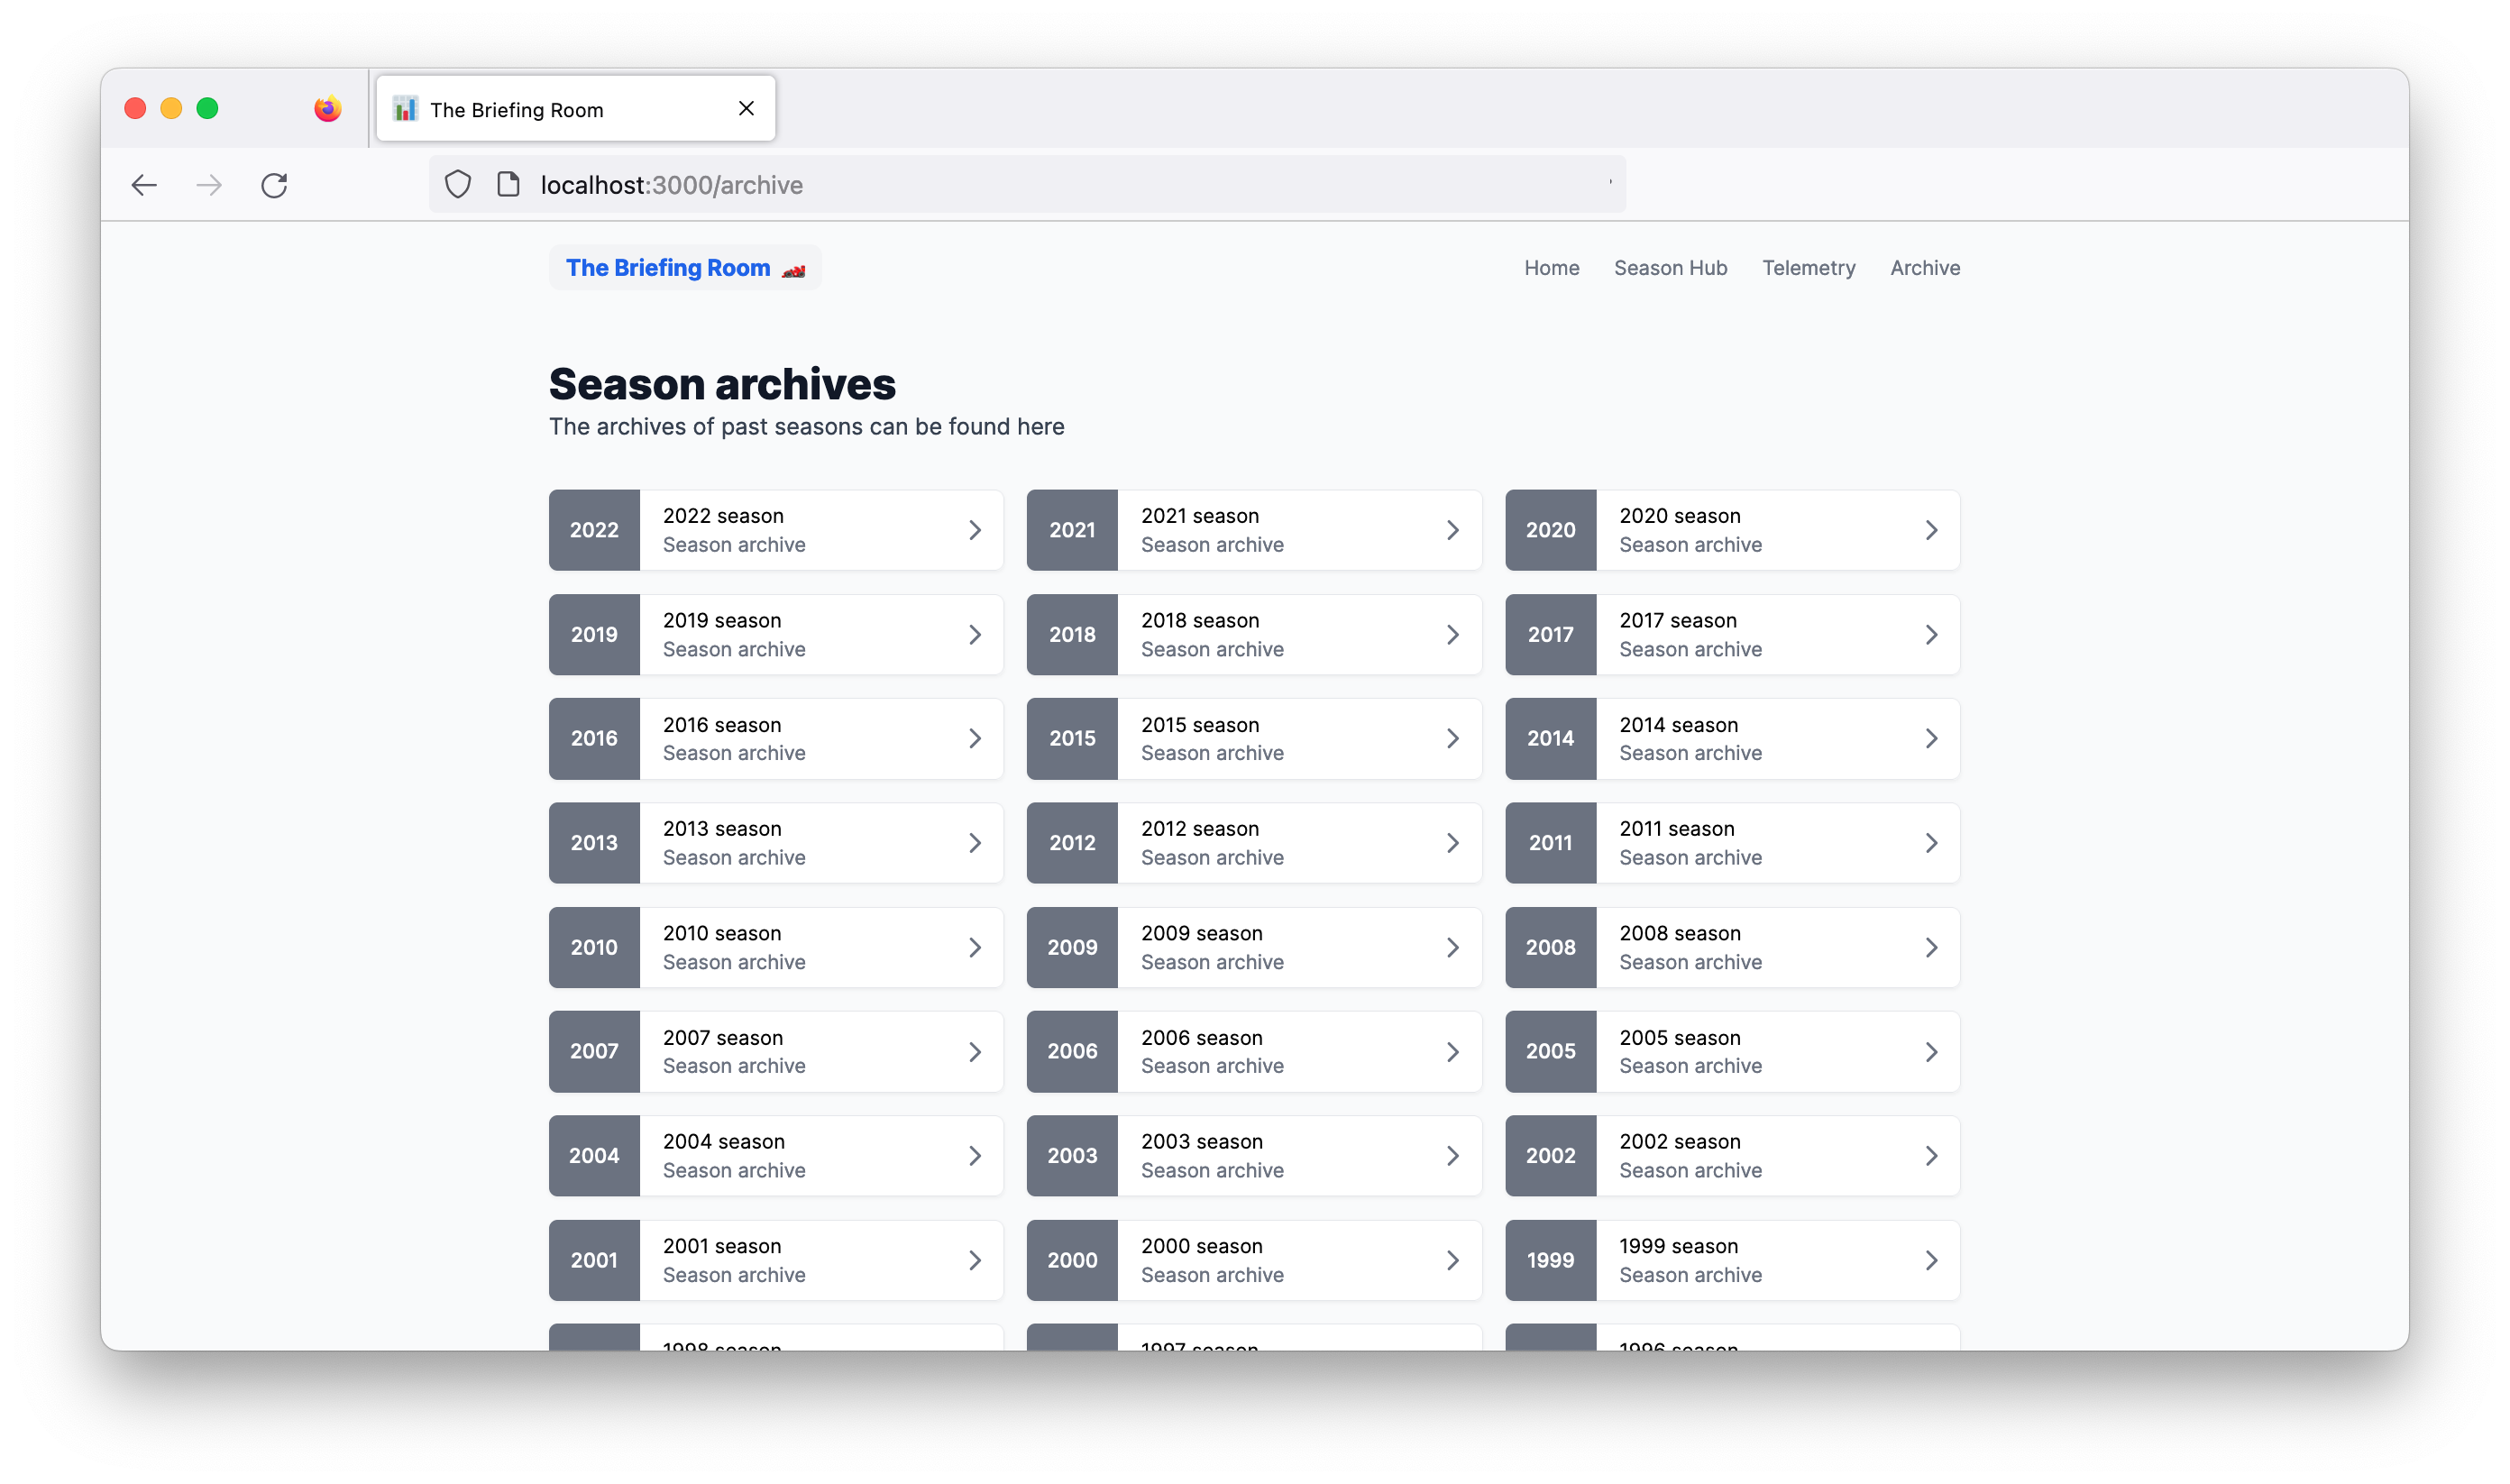 The Briefing Room
localhost:3000/archive
The Briefing Room 🏎️
Home Season Hub Telemetry Archive
Season archives
The archives of past seasons can be found here
2022 2022 season Season archive
2021 2021 season Season archive
2020 2020 season Season archive
2019 2019 season Season archive
2018 2018 season Season archive
2017 2017 season Season archive
2016 2016 season Season archive
2015 2015 season Season archive
2014 2014 season Season archive
2013 2013 season Season archive
2012 2012 season Season archive
2011 2011 season Season archive
2010 2010 season Season archive
2009 2009 season Season archive
2008 2008 season Season archive
2007 2007 season Season archive
2006 2006 season Season archive
2005 2005 season Season archive
2004 2004 season Season archive
2003 2003 season Season archive
2002 2002 season Season archive
2001 2001 season Season archive
2000 2000 season Season archive
1999 1999 season Season archive
1998 season
1997 season
1996 season